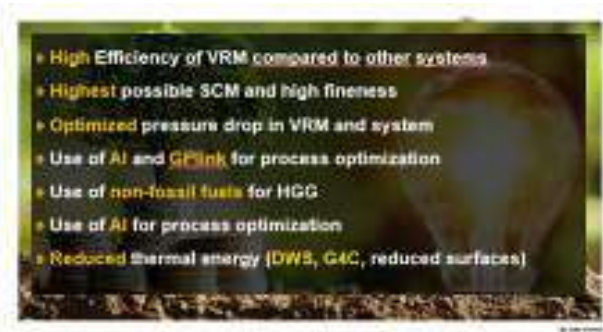 » High Efficiency of VRM compared to other systems
» Highest possible SCM and high fineness
» Optimized pressure drop in VRM and system
» Use of AI and GPlink for process optimization
» Use of non-fossil fuels for HGG
» Use of AI for process optimization
» Reduced thermal energy (DWS, G4C, reduced surfaces)